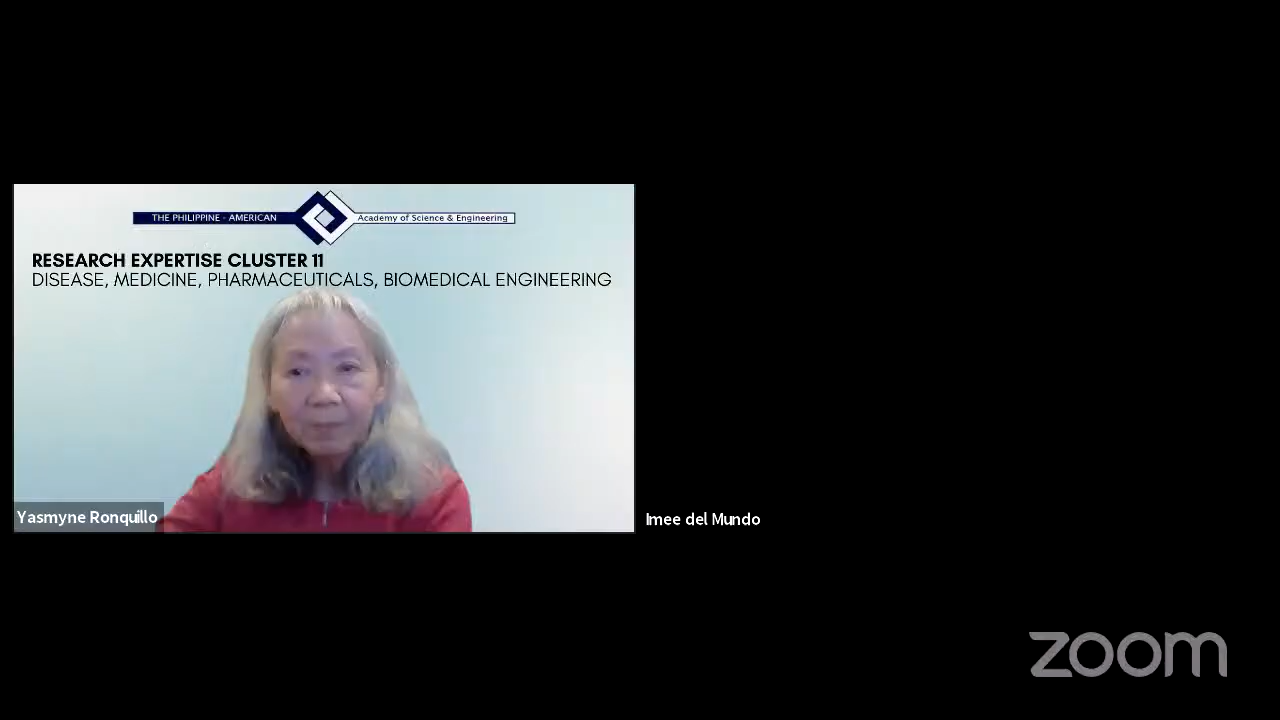 THE PHILIPPINE - AMERICAN Academy of Science & Engineering
RESEARCH EXPERTISE CLUSTER 11
DISEASE, MEDICINE, PHARMACEUTICALS, BIOMEDICAL ENGINEERING
Yasmyne Ronquillo
Imee del Mundo
zoom